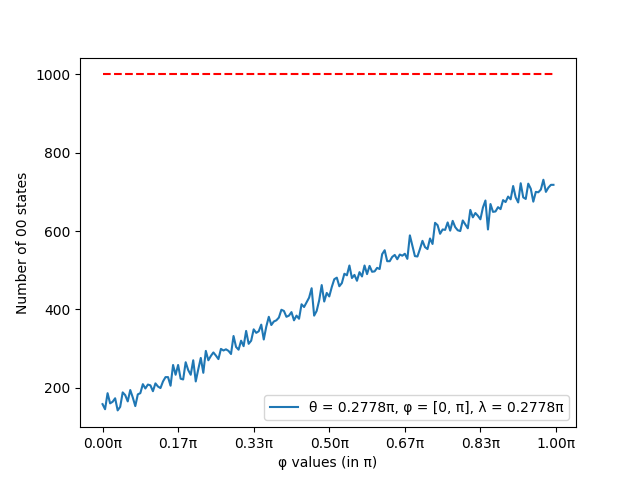 1000
800
600
400
200
Number of 00 states
θ = 0.2778π, φ = [0, π], λ = 0.2778π
0.00π 0.17π 0.33π 0.50π 0.67π 0.83π 1.00π
φ values (in π)